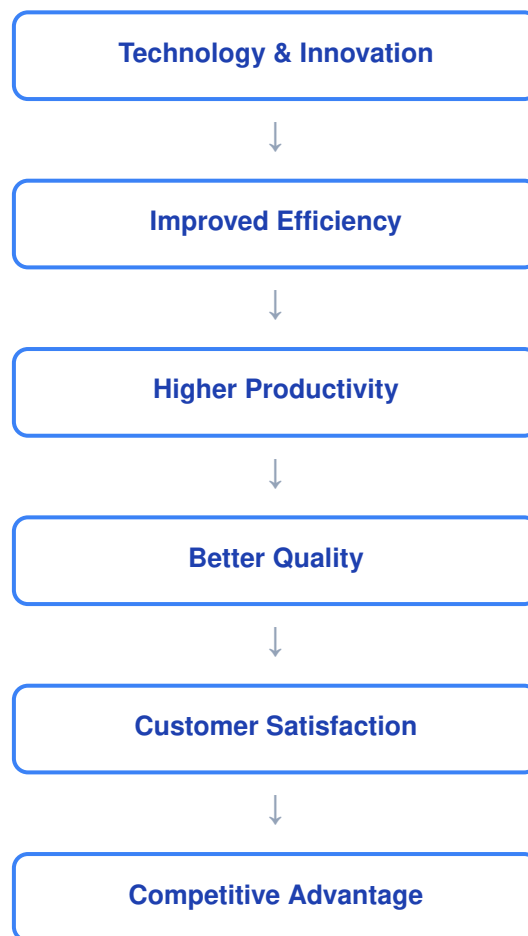 Technology & Innovation
↓
Improved Efficiency
↓
Higher Productivity
↓
Better Quality
↓
Customer Satisfaction
↓
Competitive Advantage